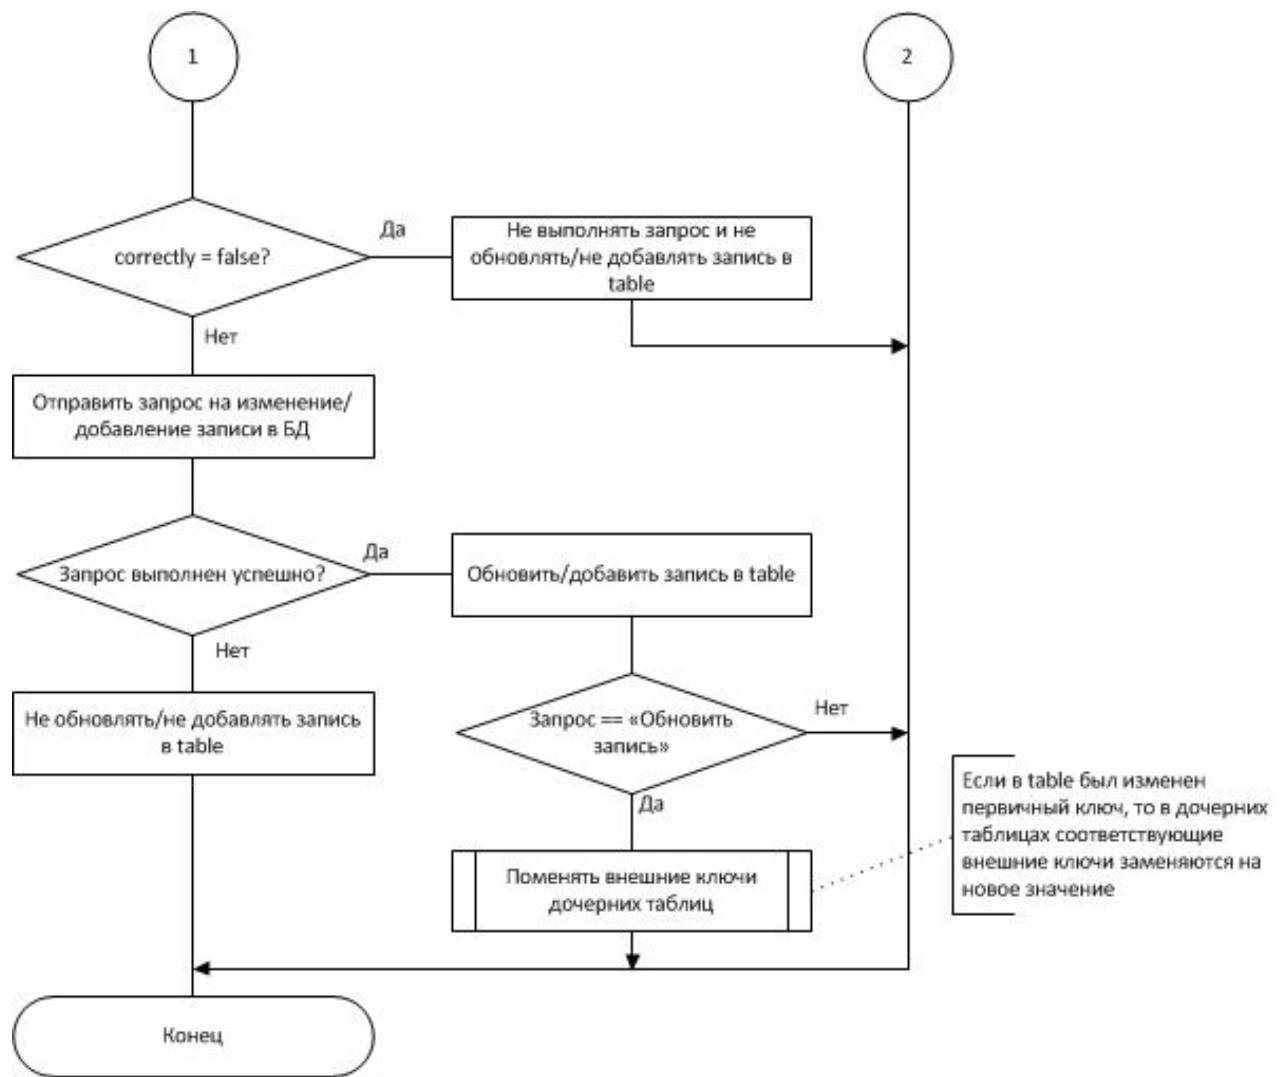 1
2
correctly = false?
Да
Не выполнять запрос и не
обновлять/не добавлять запись в
table
Нет
Отправить запрос на изменение/
добавление записи в БД
Запрос выполнен успешно?
Да
Обновить/добавить запись в table
Нет
Не обновлять/не добавлять запись
в table
Запрос == «Обновить
запись»
Нет
Да
Если в table был изменен
первичный ключ, то в дочерних
таблицах соответствующие
внешние ключи заменяются на
новое значение
Поменять внешние ключи
дочерних таблиц
Конец